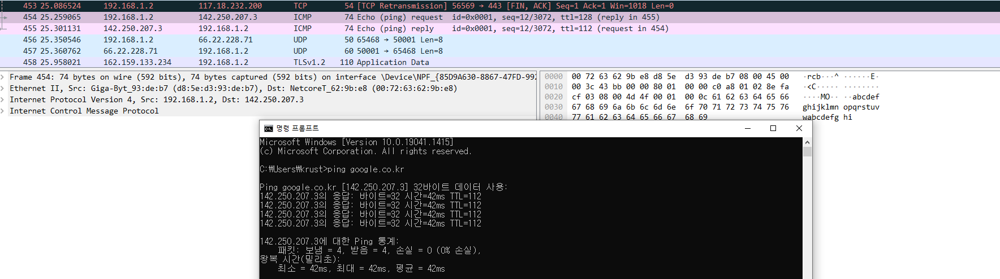 453 25.086524 192.168.1.2 117.18.232.200 TCP 54 [TCP Retransmission] 56569 → 443 [FIN, ACK] Seq=1 Ack=1 Win=1018 Len=0
454 25.259065 192.168.1.2 142.250.207.3 ICMP 74 Echo (ping) request id=0x0001, seq=12/3072, ttl=128 (reply in 455)
455 25.301131 142.250.207.3 192.168.1.2 ICMP 74 Echo (ping) reply id=0x0001, seq=12/3072, ttl=112 (request in 454)
456 25.350546 192.168.1.2 66.22.228.71 UDP 50 65468 → 50001 Len=8
457 25.360762 66.22.228.71 192.168.1.2 UDP 60 50001 → 65468 Len=8
458 25.958021 162.159.133.234 192.168.1.2 TLSv1.2 110 Application Data
Frame 454: 74 bytes on wire (592 bits), 74 bytes captured (592 bits) on interface \Device\NPF_{85D9A630-8867-47FD-992
Ethernet II, Src: Giga-Byt_93:de:b7 (d8:5e:d3:93:de:b7), Dst: NetcoreT_62:9b:e8 (00:72:63:62:9b:e8)
Internet Protocol Version 4, Src: 192.168.1.2, Dst: 142.250.207.3
Internet Control Message Protocol
0000 00 72 63 62 9b e8 d8 5e d3 93 de b7 08 00 45 00 ·rcb···^ ······E·
0010 00 3c 43 bb 00 00 80 01 00 00 c0 a8 01 02 8e fa ·<C····· ········
0020 cf 03 08 00 4d 4f 00 01 00 0c 61 62 63 64 65 66 ····MO·· ··abcdef
0030 67 68 69 6a 6b 6c 6d 6e 6f 70 71 72 73 74 75 76 ghijklmn opqrstuv
0040 77 61 62 63 64 65 66 67 68 69 wabcdefg hi
명령 프롬프트
Microsoft Windows [Version 10.0.19041.1415]
(c) Microsoft Corporation. All rights reserved.
C:₩Users₩krust>ping google.co.kr
Ping google.co.kr [142.250.207.3] 32바이트 데이터 사용:
142.250.207.3의 응답: 바이트=32 시간=42ms TTL=112
142.250.207.3의 응답: 바이트=32 시간=42ms TTL=112
142.250.207.3의 응답: 바이트=32 시간=42ms TTL=112
142.250.207.3의 응답: 바이트=32 시간=42ms TTL=112
142.250.207.3에 대한 Ping 통계:
패킷: 보냄 = 4, 받음 = 4, 손실 = 0 (0% 손실),
왕복 시간(밀리초):
최소 = 42ms, 최대 = 42ms, 평균 = 42ms